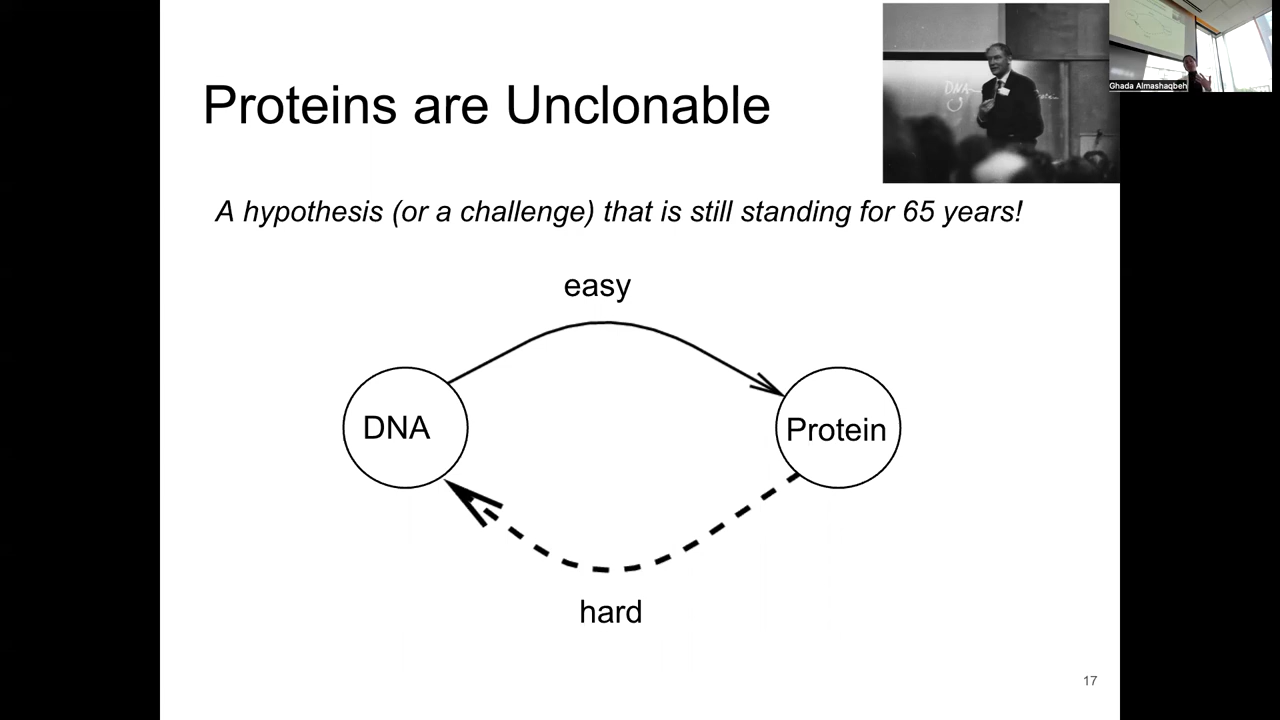 Proteins are Unclonable
DNA
Ghada Almashaqbeh
A hypothesis (or a challenge) that is still standing for 65 years!
easy
DNA
Protein
hard
17